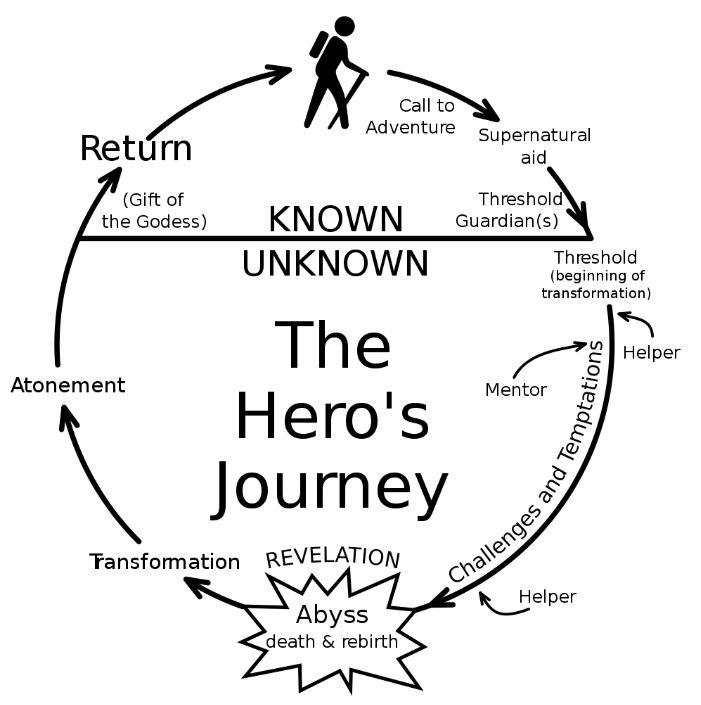 Call to
Adventure
Supernatural
aid
Return
(Gift of
the Godess)
Threshold
Guardian(s)
KNOWN
UNKNOWN
Threshold
(beginning of
transformation)
Helper
Mentor
Challenges and Temptations
The
Hero's
Journey
Atonement
Transformation
REVELATION
Abyss
death & rebirth
Helper